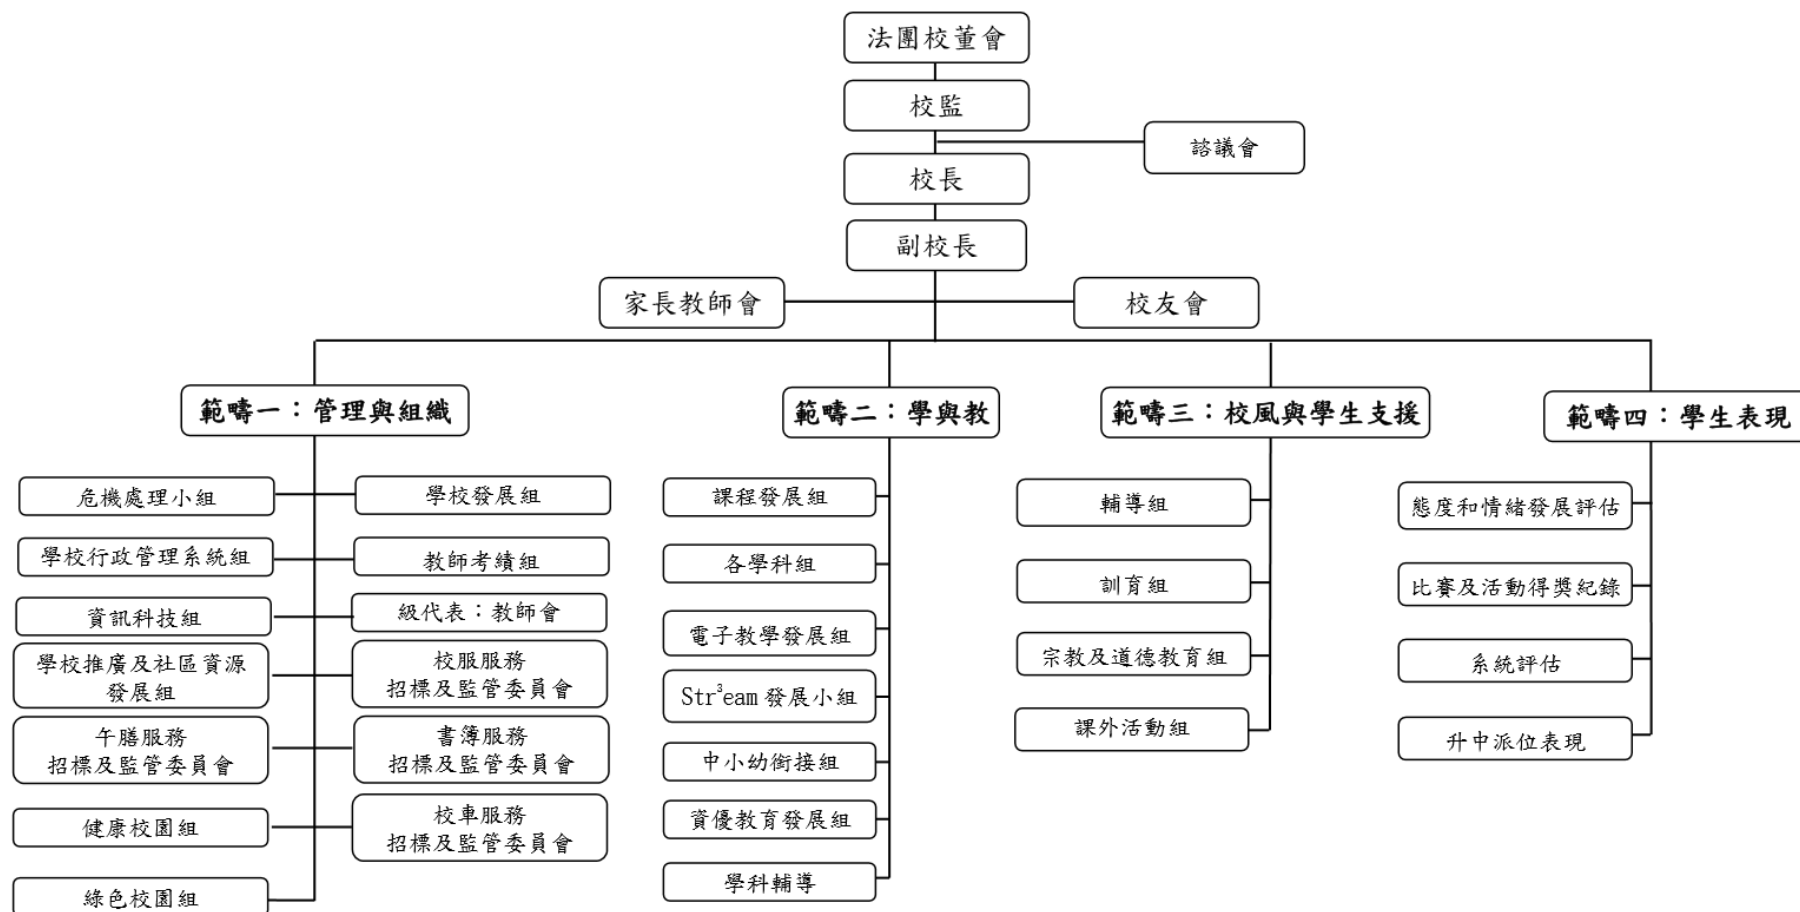 法團校董會
校監
諮議會
校長
副校長
家長教師會
校友會
範疇一：管理與組織
範疇二：學與教
範疇三：校風與學生支援
範疇四：學生表現
危機處理小組
學校發展組
學校行政管理系統組
教師考績組
資訊科技組
級代表：教師會
學校推廣及社區資源
發展組
校服服務
招標及監管委員會
午膳服務
招標及監管委員會
書簿服務
招標及監管委員會
健康校園組
校車服務
招標及監管委員會
綠色校園組
課程發展組
各學科組
電子教學發展組
Str³eam 發展小組
中小幼銜接組
資優教育發展組
學科輔導
輔導組
訓育組
宗教及道德教育組
課外活動組
態度和情緒發展評估
比賽及活動得獎紀錄
系統評估
升中派位表現